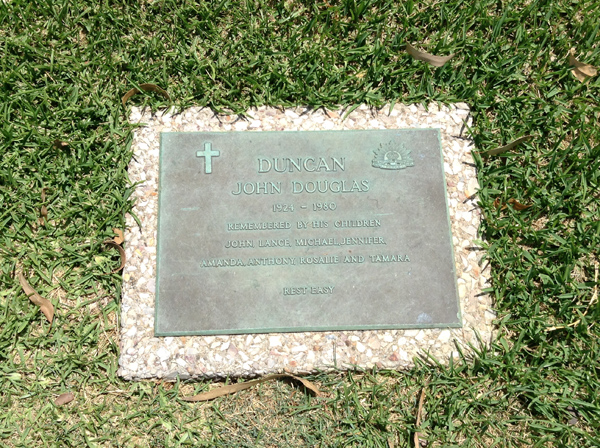 DUNCAN
JOHN DOUGLAS
1924 - 1980
REMEMBERED BY HIS CHILDREN
JOHN, LANCE, MICHAEL, JENNIFER,
AMANDA, ANTHONY, ROSALIE AND TAMARA
REST EASY